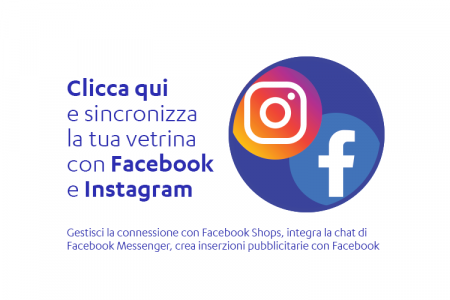 Clicca qui
e sincronizza
la tua vetrina
con Facebook
e Instagram
Gestisci la connessione con Facebook Shops, integra la chat di
Facebook Messenger, crea inserzioni pubblicitarie con Facebook